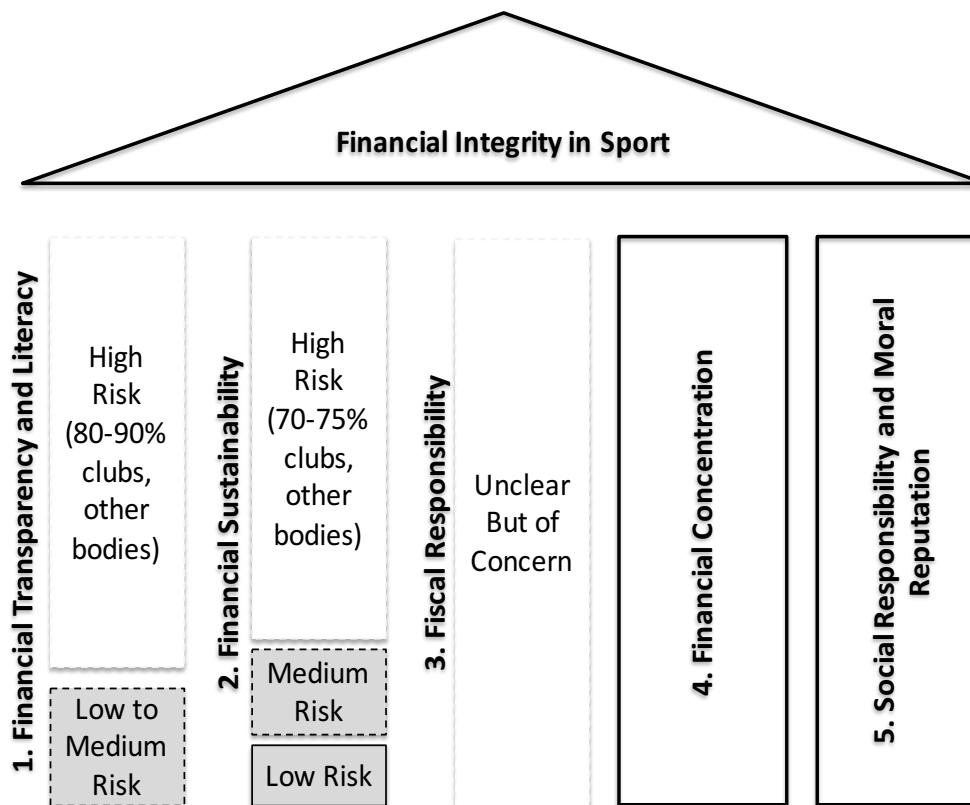 Financial Integrity in Sport
1. Financial Transparency and Literacy
High
Risk
(80-90%
clubs,
other
bodies)
Low to
Medium
Risk
2. Financial Sustainability
High
Risk
(70-75%
clubs,
other
bodies)
Medium
Risk
Low Risk
3. Fiscal Responsibility
Unclear
But of
Concern
4. Financial Concentration
5. Social Responsibility and Moral
Reputation